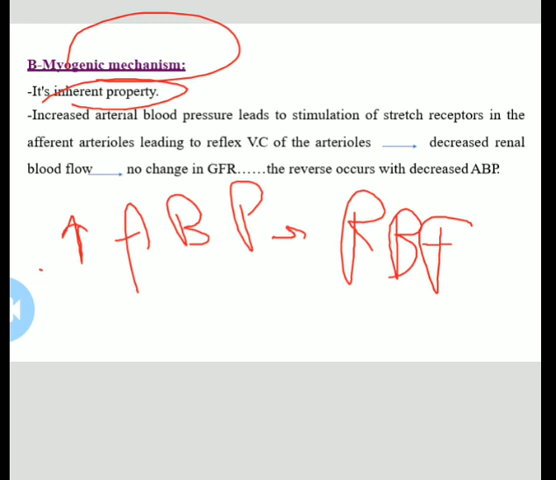 B-Myogenic mechanism:
-It's inherent property.
-Increased arterial blood pressure leads to stimulation of stretch receptors in the
afferent arterioles leading to reflex V.C of the arterioles → decreased renal
blood flow → no change in GFR……the reverse occurs with decreased ABP.
↑ ABP → RBF